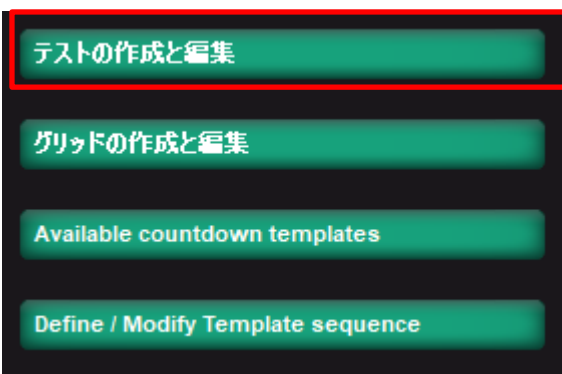 テストの作成と編集
グリッドの作成と編集
Available countdown templates
Define / Modify Template sequence